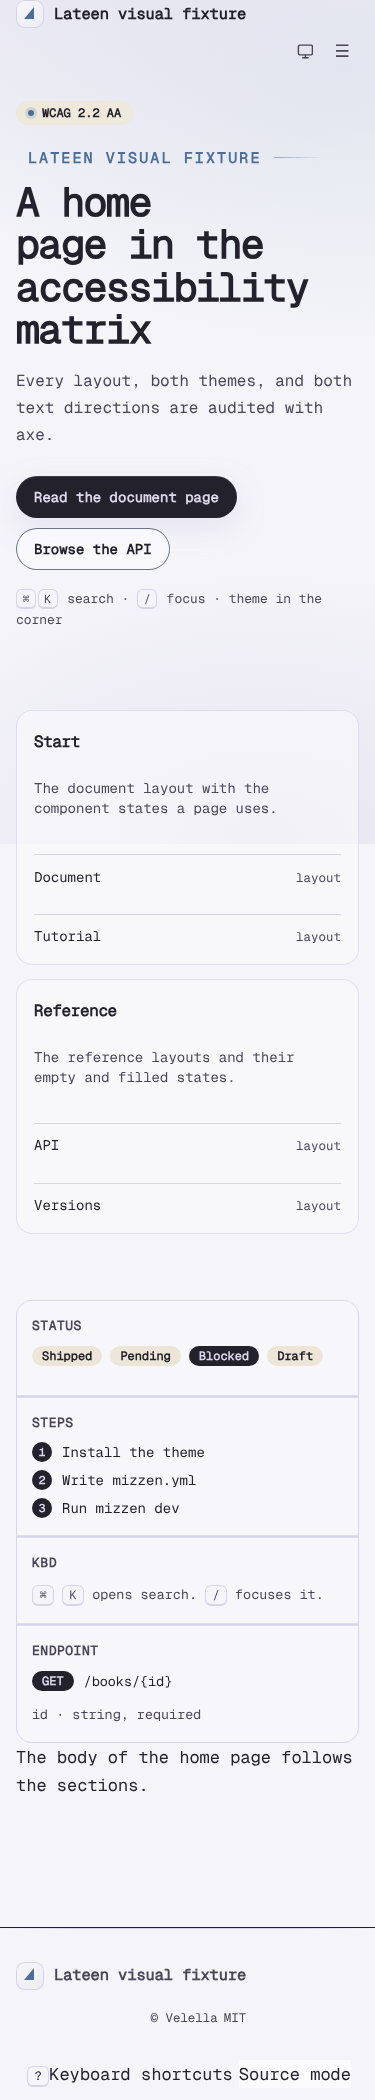 Lateen visual fixture
WCAG 2.2 AA
LATEEN VISUAL FIXTURE
A home
page in the
accessibility
matrix
Every layout, both themes, and both
text directions are audited with
axe.
Read the document page
Browse the API
⌘ K search · / focus · theme in the
corner
Start
The document layout with the
component states a page uses.
Document layout
Tutorial layout
Reference
The reference layouts and their
empty and filled states.
API layout
Versions layout
STATUS
Shipped Pending Blocked Draft
STEPS
1 Install the theme
2 Write mizzen.yml
3 Run mizzen dev
KBD
⌘ K opens search. / focuses it.
ENDPOINT
GET /books/{id}
id · string, required
The body of the home page follows
the sections.
Lateen visual fixture
© Velella MIT
? Keyboard shortcuts Source mode